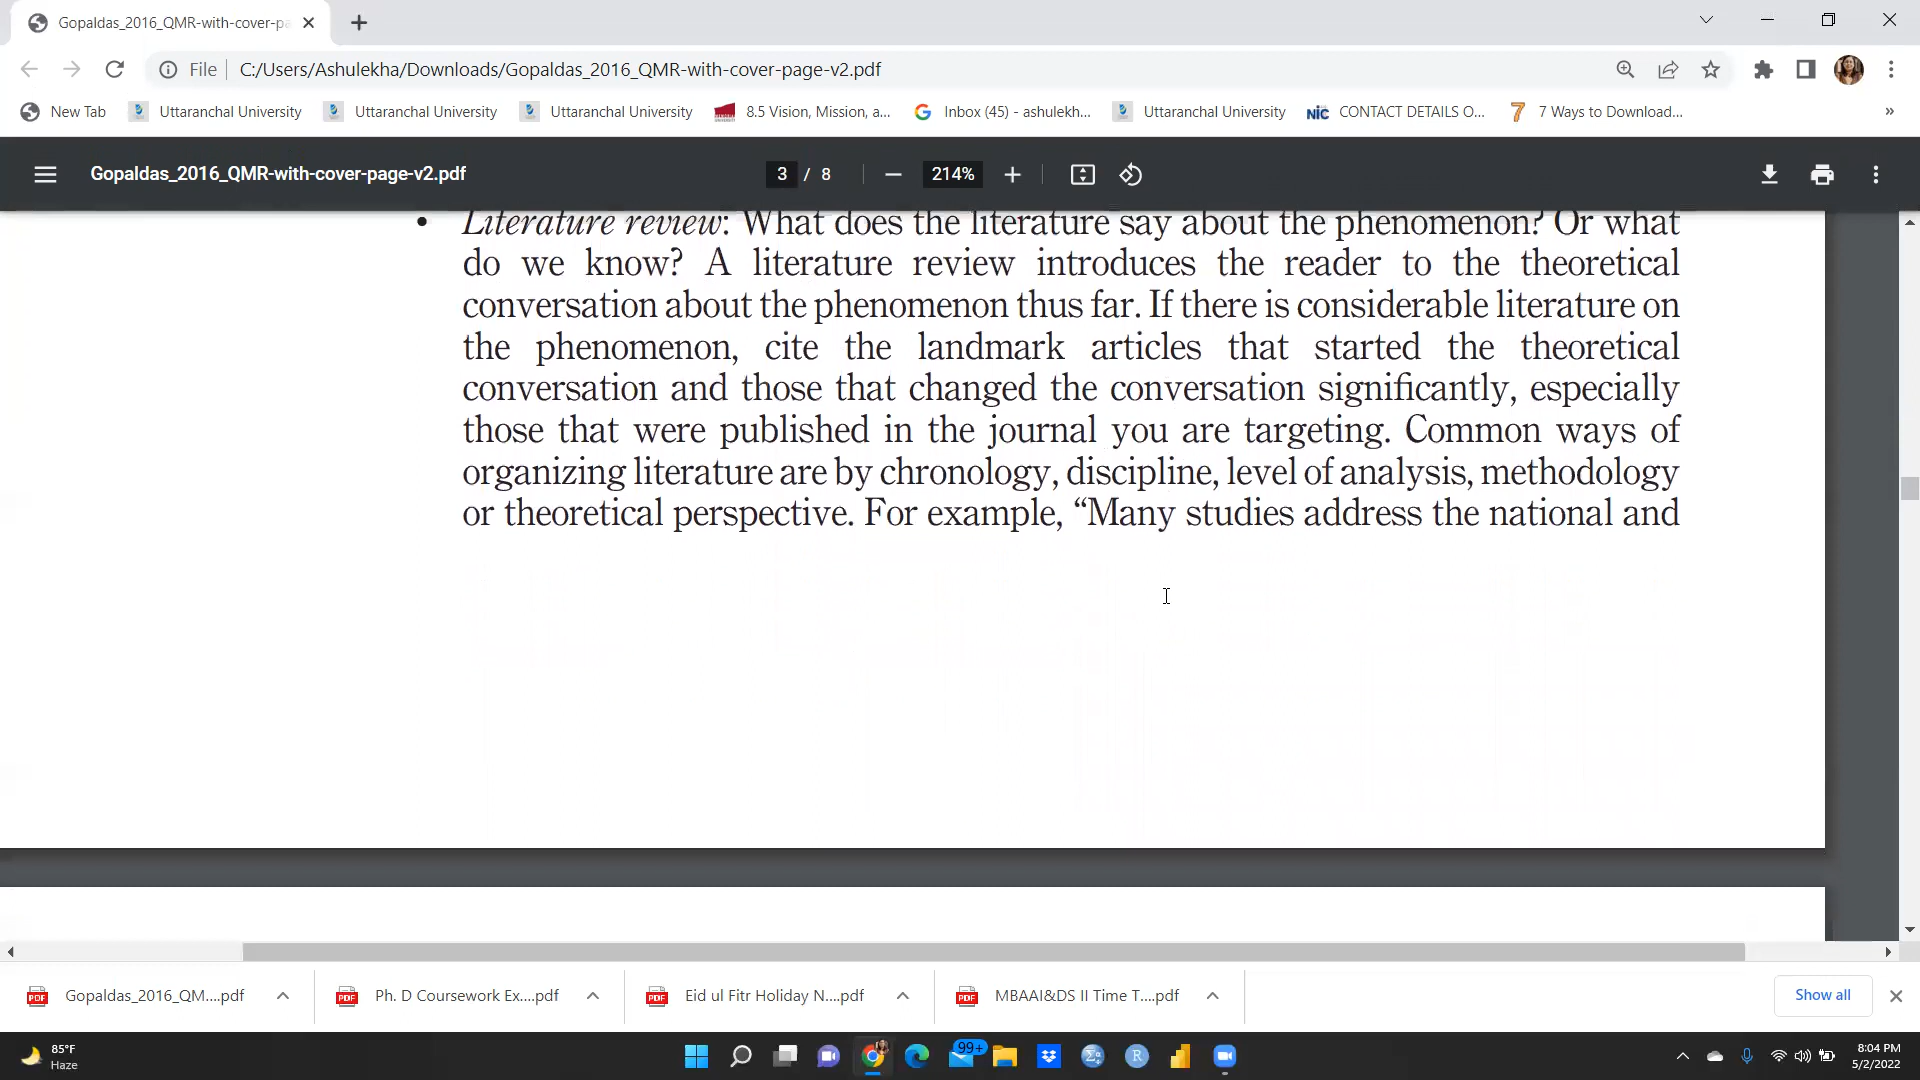 Gopaldas_2016_QMR-with-cover-pa
File
C:/Users/Ashulekha/Downloads/Gopaldas_2016_QMR-with-cover-page-v2.pdf
New Tab
Uttaranchal University
Uttaranchal University
Uttaranchal University
8.5 Vision, Mission, a...
Inbox (45) - ashulekh...
Uttaranchal University
NIC
CONTACT DETAILS O...
7 Ways to Download...
»
Gopaldas_2016_QMR-with-cover-page-v2.pdf
3 / 8
214%
• Literature review: What does the literature say about the phenomenon? Or what
do we know? A literature review introduces the reader to the theoretical
conversation about the phenomenon thus far. If there is considerable literature on
the phenomenon, cite the landmark articles that started the theoretical
conversation and those that changed the conversation significantly, especially
those that were published in the journal you are targeting. Common ways of
organizing literature are by chronology, discipline, level of analysis, methodology
or theoretical perspective. For example, “Many studies address the national and
PDF
Gopaldas_2016_QM....pdf
PDF
Ph. D Coursework Ex....pdf
PDF
Eid ul Fitr Holiday N....pdf
PDF
MBAAI&DS II Time T....pdf
Show all
85°F
Haze
99+
R
8:04 PM
5/2/2022